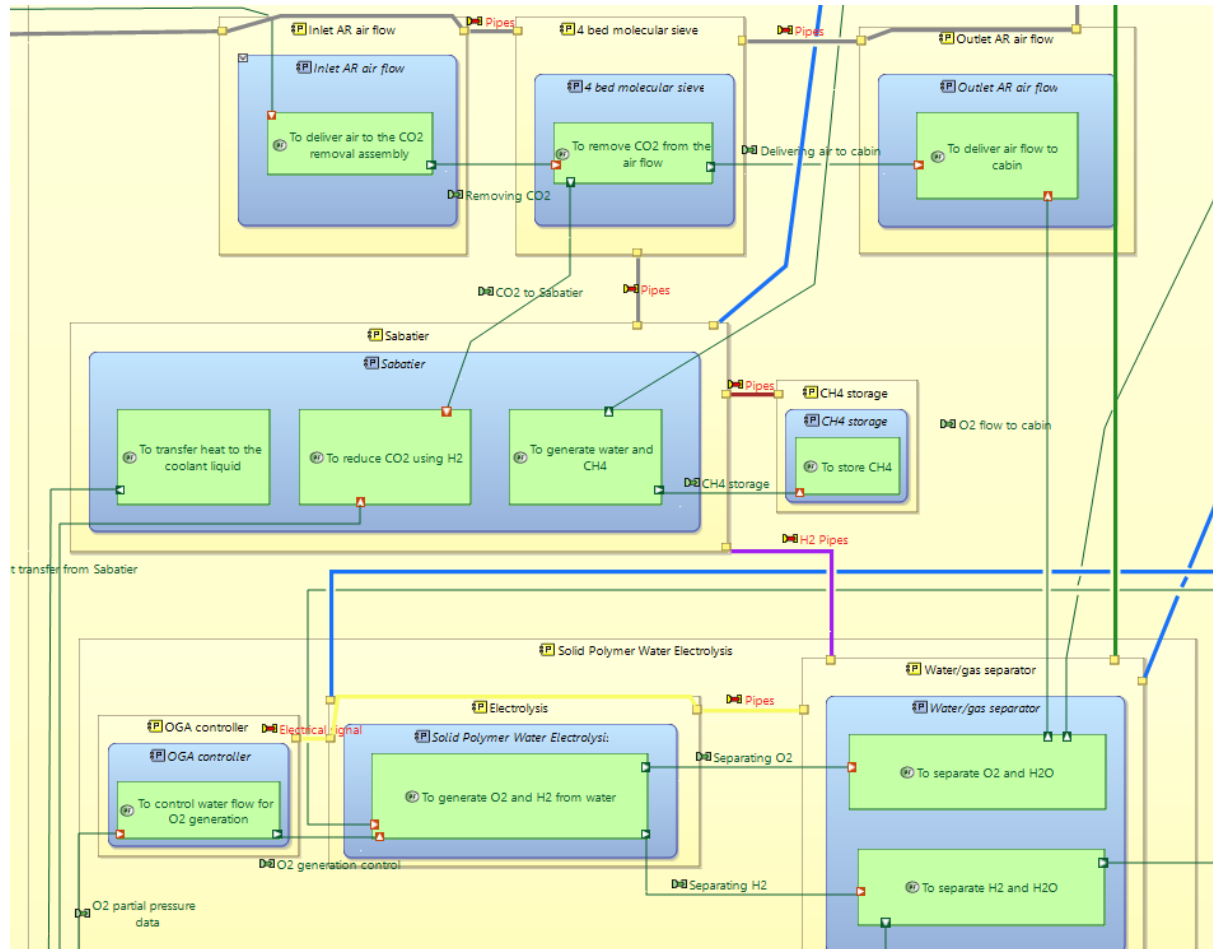 Inlet AR air flow
Pipes
4 bed molecular sieve
Pipes
Outlet AR air flow
Inlet AR air flow
4 bed molecular sieve
Outlet AR air flow
To deliver air to the CO2
removal assembly
To remove CO2 from the
air flow
Delivering air to cabin
To deliver air flow to
cabin
Removing CO2
CO2 to Sabatier
Pipes
Sabatier
Sabatier
Pipes
CH4 storage
CH4 storage
To transfer heat to the
coolant liquid
To reduce CO2 using H2
To generate water and
CH4
To store CH4
CH4 storage
O2 flow to cabin
H2 Pipes
t transfer from Sabatier
Solid Polymer Water Electrolysis
Water/gas separator
Pipes
Electrolysis
OGA controller
Electrical signal
Water/gas separator
OGA controller
Solid Polymer Water Electrolysi:
Separating O2
To separate O2 and H2O
To generate O2 and H2 from water
To control water flow for
O2 generation
O2 generation control
Separating H2
To separate H2 and H2O
O2 partial pressure
data